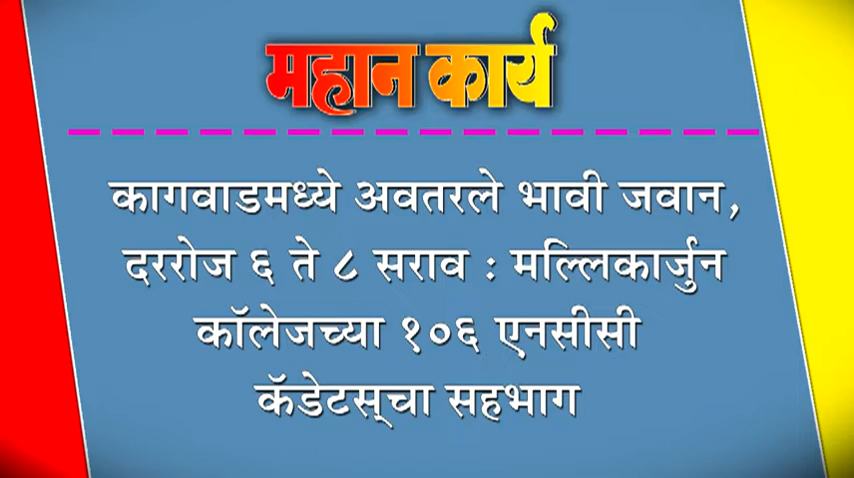 महान कार्य
कागवाडमध्ये अवतरले भावी जवान,
दररोज ६ ते ८ सराव : मल्लिकार्जुन
कॉलेजच्या १०६ एनसीसी
कॅडेटस्‌चा सहभाग